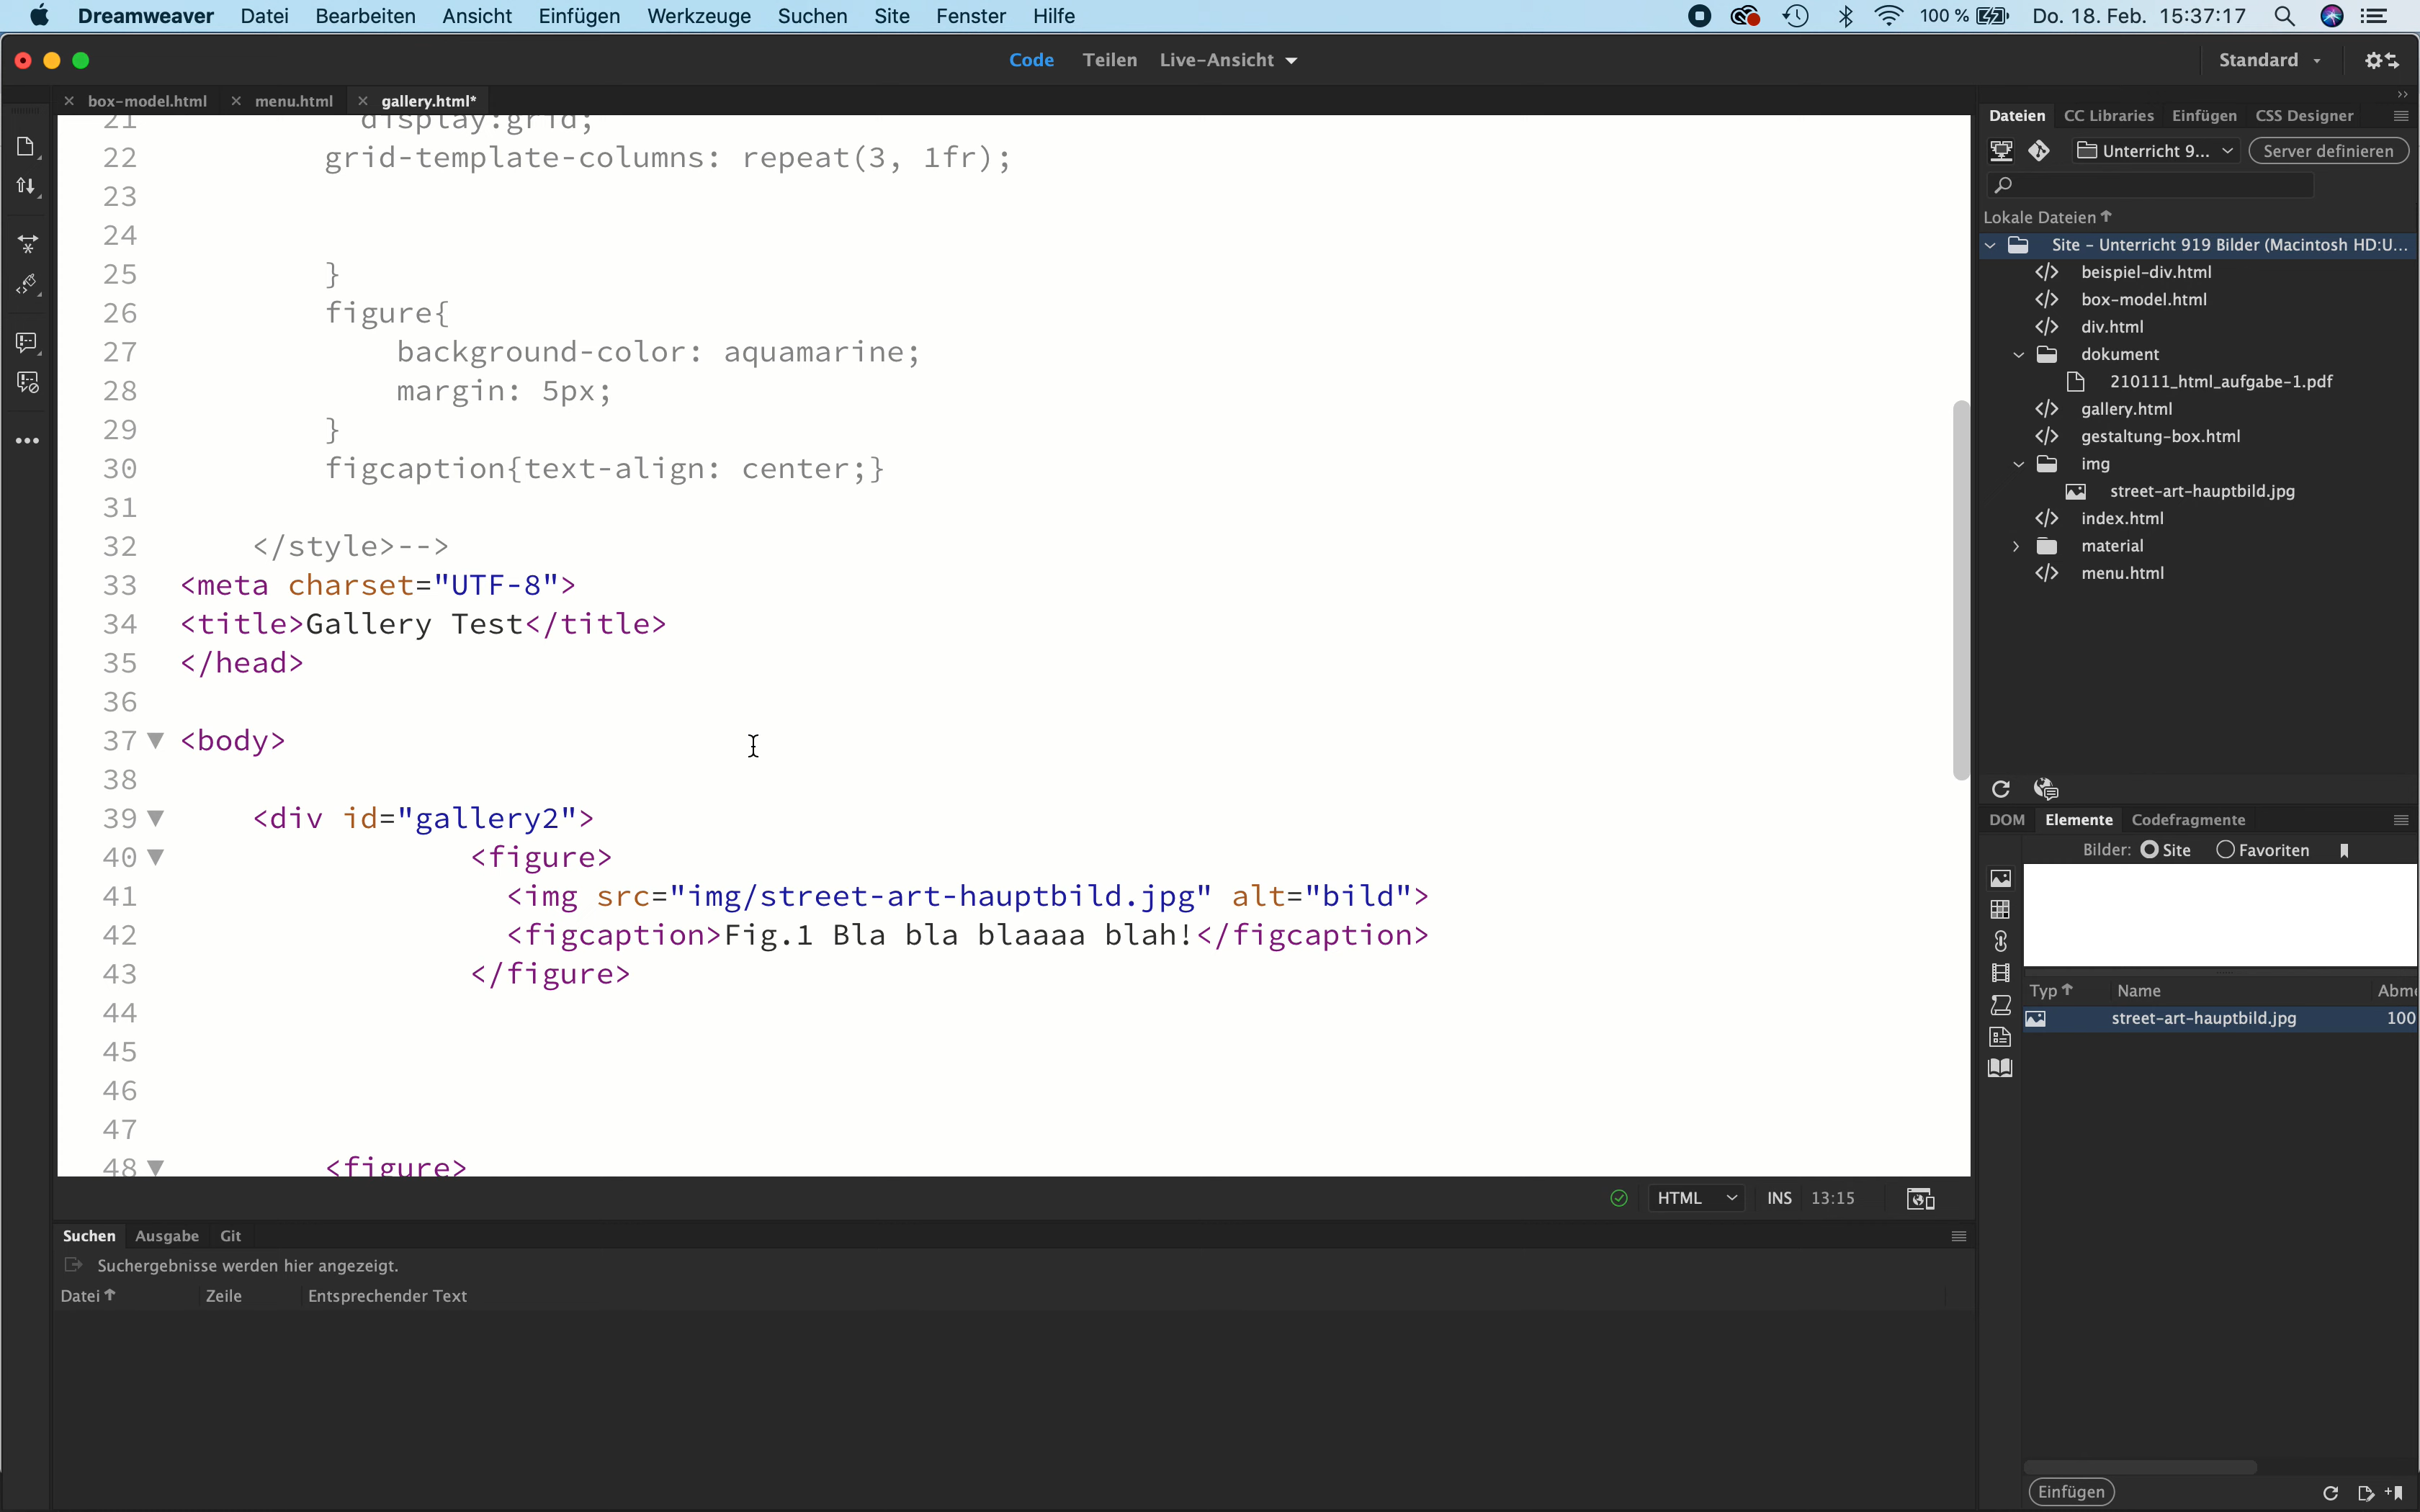 Dreamweaver Datei Bearbeiten Ansicht Einfügen Werkzeuge Suchen Site Fenster Hilfe 100 % Do. 18. Feb. 15:37:17
Code Teilen Live-Ansicht Standard
box-model.html menu.html gallery.html*
21 display:grid;
22 grid-template-columns: repeat(3, 1fr);
23
24
25 }
26 figure{
27 background-color: aquamarine;
28 margin: 5px;
29 }
30 figcaption{text-align: center;}
31
32 </style>-->
33 <meta charset="UTF-8">
34 <title>Gallery Test</title>
35 </head>
36
37 <body>
38
39 <div id="gallery2">
40 <figure>
41 <img src="img/street-art-hauptbild.jpg" alt="bild">
42 <figcaption>Fig.1 Bla bla blaaaa blah!</figcaption>
43 </figure>
44
45
46
47
48 <figure>
HTML INS 13:15
Suchen Ausgabe Git
Suchergebnisse werden hier angezeigt.
Datei Zeile Entsprechender Text
Dateien CC Libraries Einfügen CSS Designer
Unterricht 9... Server definieren
Lokale Dateien
Site - Unterricht 919 Bilder (Macintosh HD:U...
beispiel-div.html
box-model.html
div.html
dokument
210111_html_aufgabe-1.pdf
gallery.html
gestaltung-box.html
img
street-art-hauptbild.jpg
index.html
material
menu.html
DOM Elemente Codefragmente
Bilder: Site Favoriten
Typ Name Abme
street-art-hauptbild.jpg 100
Einfügen